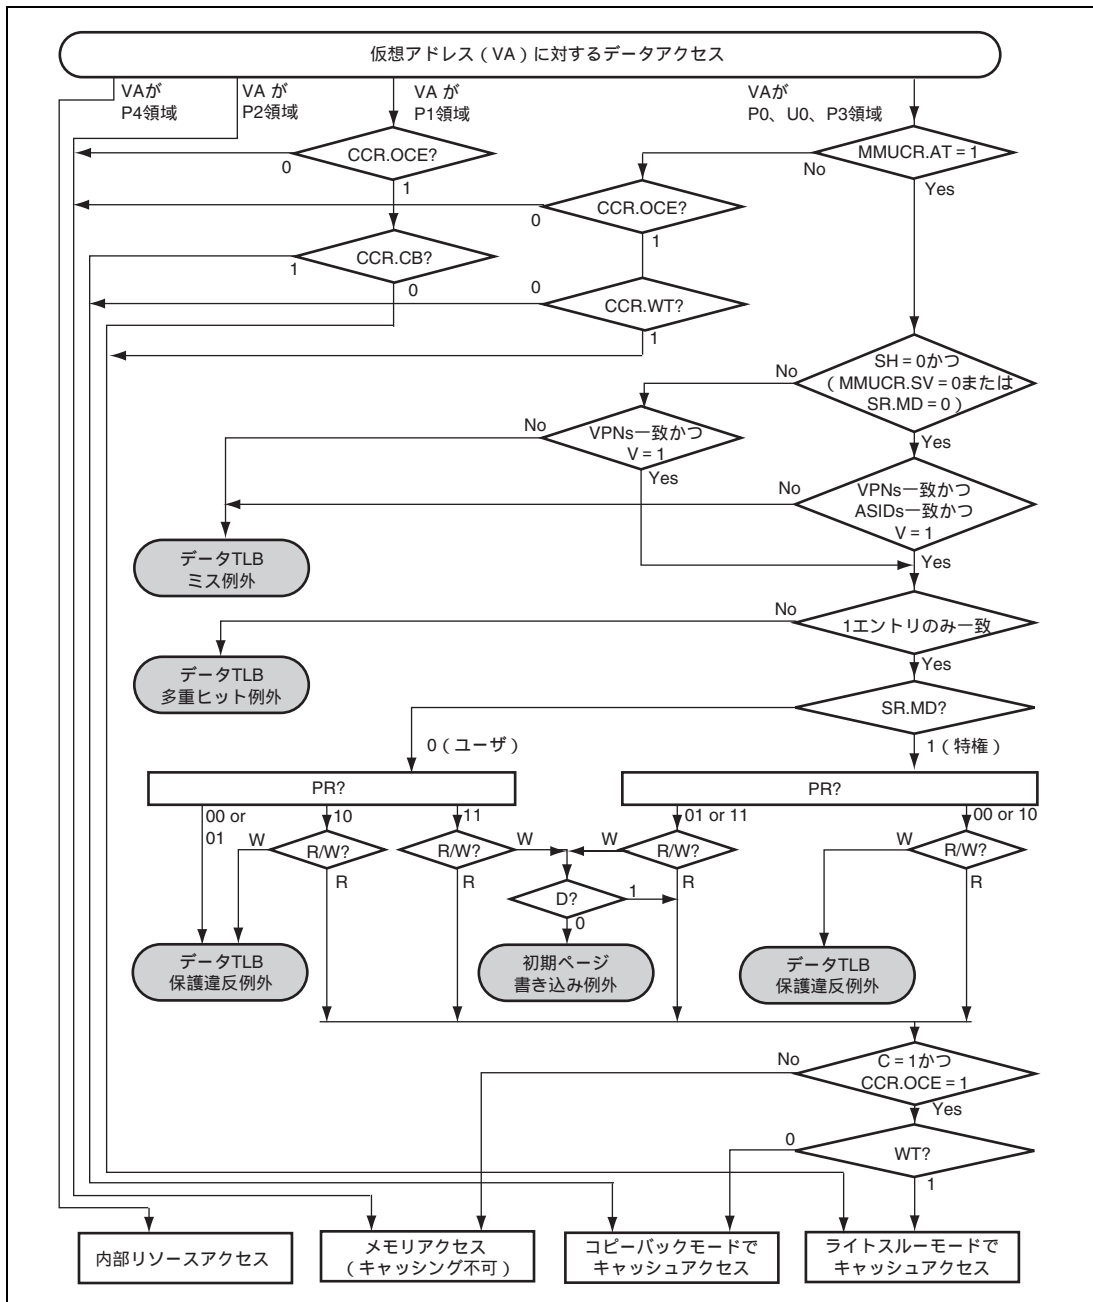 仮想アドレス（VA）に対するデータアクセス
VAが
P4領域
VA が
P2領域
VA が
P1領域
VAが
P0、U0、P3領域
CCR.OCE?
0
1
MMUCR.AT = 1
No
Yes
CCR.OCE?
0
1
CCR.CB?
1
0
CCR.WT?
0
1
SH = 0かつ
（MMUCR.SV = 0または
SR.MD = 0）
No
Yes
VPNs一致かつ
V = 1
No
Yes
VPNs一致かつ
ASIDs一致かつ
V = 1
No
Yes
データTLB
ミス例外
1エントリのみ一致
No
Yes
データTLB
多重ヒット例外
SR.MD?
0（ユーザ）
1（特権）
PR?
PR?
00 or
01
10
11
01 or 11
00 or 10
W
R/W?
R
R/W?
W
R
W
R/W?
R
W
R/W?
R
D?
1
0
データTLB
保護違反例外
初期ページ
書き込み例外
データTLB
保護違反例外
C = 1かつ
CCR.OCE = 1
No
Yes
WT?
0
1
内部リソースアクセス
メモリアクセス
（キャッシング不可）
コピーバックモードで
キャッシュアクセス
ライトスルーモードで
キャッシュアクセス